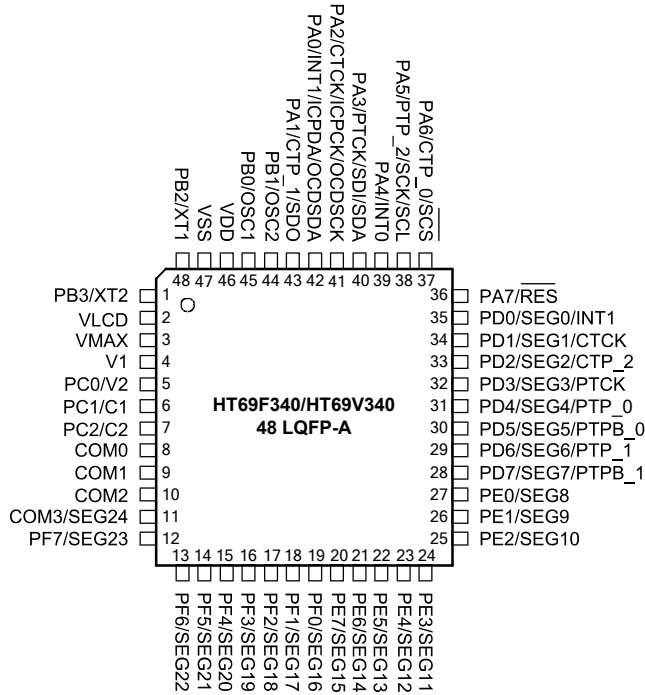 PB2/XT1
VSS
VDD
PB0/OSC1
PB1/OSC2
PA1/CTP_1/SDO
PA0/INT1/ICPDA/OCDSDA
PA2/CTCK/ICPCK/OCDSCK
PA3/PTCK/SDI/SDA
PA4/INT0
PA5/PTP_2/SCK/SCL
PA6/CTP_0/SCS
48 47 46 45 44 43 42 41 40 39 38 37
PB3/XT2 1
VLCD 2
VMAX 3
V1 4
PC0/V2 5
PC1/C1 6
PC2/C2 7
COM0 8
COM1 9
COM2 10
COM3/SEG24 11
PF7/SEG23 12
HT69F340/HT69V340
48 LQFP-A
36 PA7/RES
35 PD0/SEG0/INT1
34 PD1/SEG1/CTCK
33 PD2/SEG2/CTP_2
32 PD3/SEG3/PTCK
31 PD4/SEG4/PTP_0
30 PD5/SEG5/PTPB_0
29 PD6/SEG6/PTP_1
28 PD7/SEG7/PTPB_1
27 PE0/SEG8
26 PE1/SEG9
25 PE2/SEG10
13 14 15 16 17 18 19 20 21 22 23 24
PF6/SEG22
PF5/SEG21
PF4/SEG20
PF3/SEG19
PF2/SEG18
PF1/SEG17
PF0/SEG16
PE7/SEG15
PE6/SEG14
PE5/SEG13
PE4/SEG12
PE3/SEG11